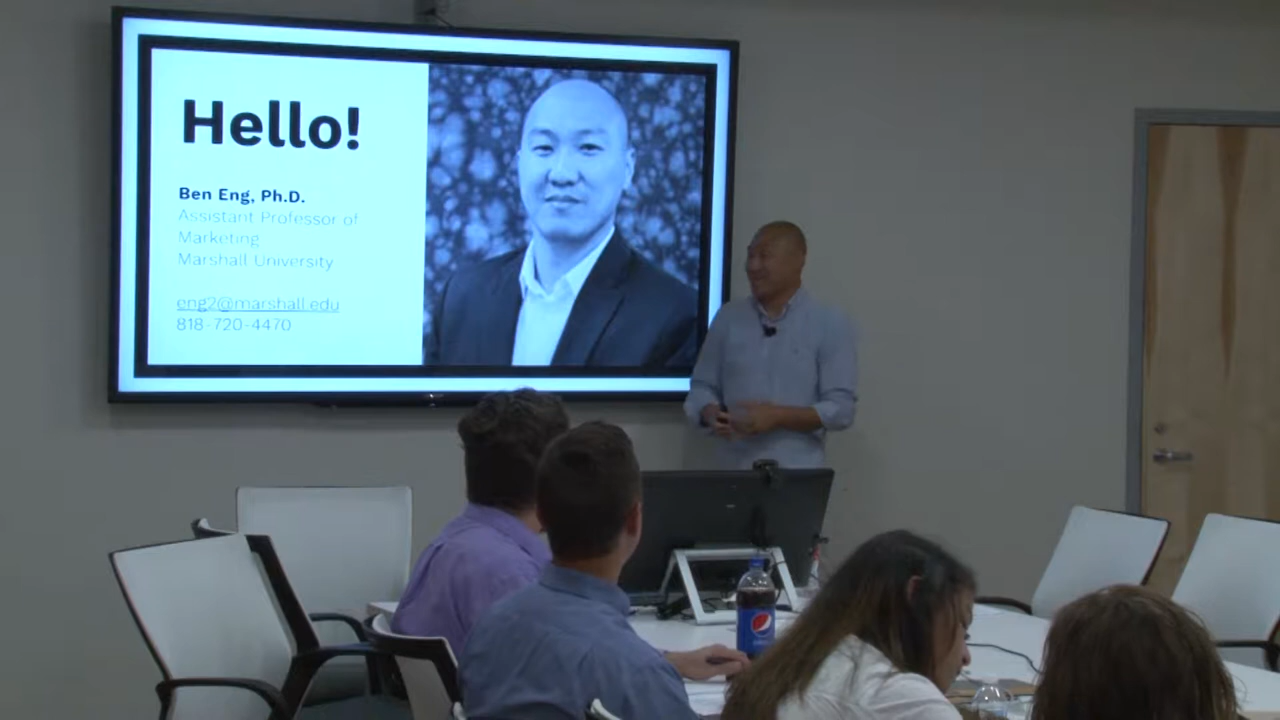 Hello!
Ben Eng, Ph.D.
Assistant Professor of
Marketing
Marshall University
eng2@marshall.edu
818-720-4470